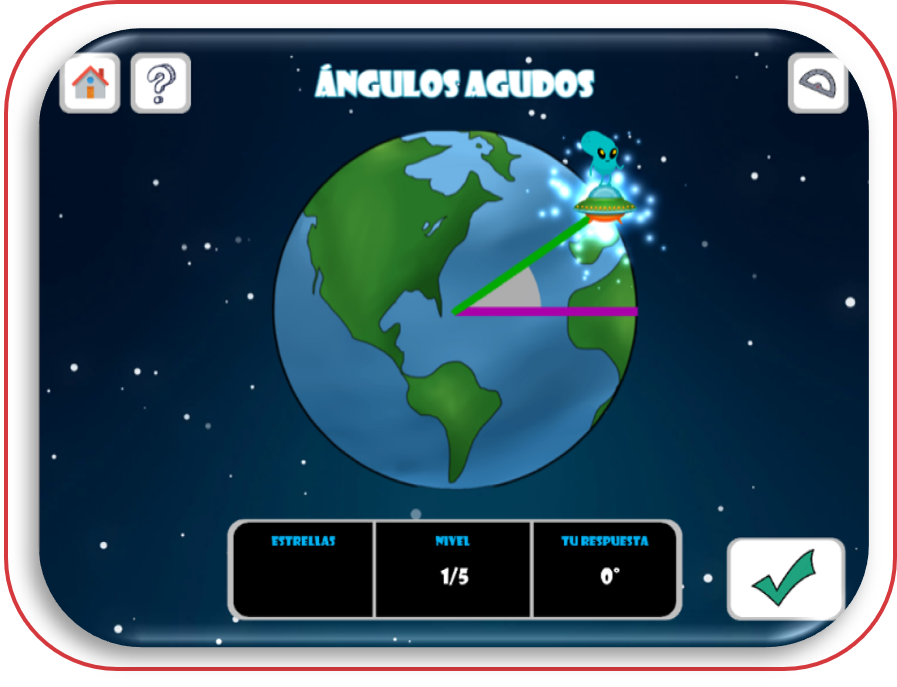 ÁNGULOS AGUDOS
ESTRELLAS
NIVEL
TU RESPUESTA
1/5
0°